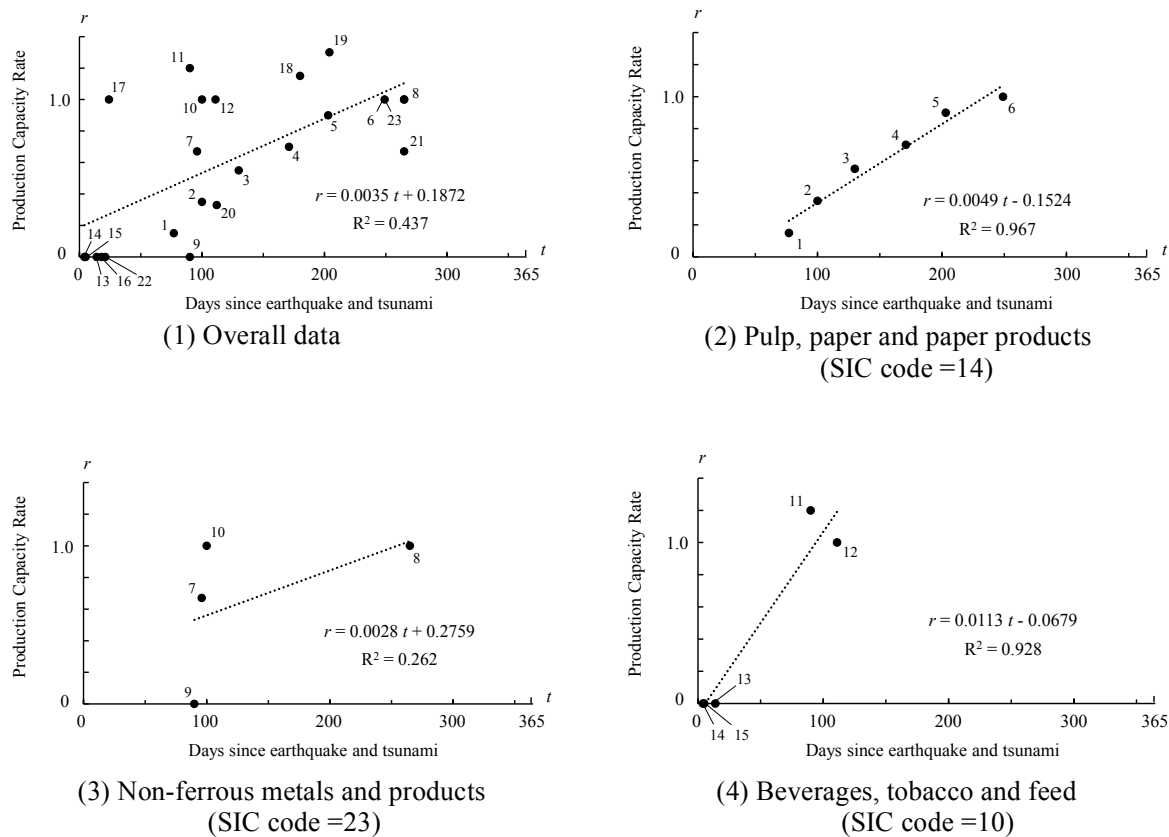 r
Production Capacity Rate
1.0
0
17
11
10
12
7
2
20
1
9
14
15
13
16
22
3
18
19
4
5
6
23
8
21
r = 0.0035 t + 0.1872
R² = 0.437
0
100
200
300
365
t
Days since earthquake and tsunami
(1) Overall data
r
Production Capacity Rate
1.0
0
1
2
3
4
5
6
r = 0.0049 t - 0.1524
R² = 0.967
0
100
200
300
365
t
Days since earthquake and tsunami
(2) Pulp, paper and paper products
(SIC code =14)
r
Production Capacity Rate
1.0
0
10
7
9
8
r = 0.0028 t + 0.2759
R² = 0.262
0
100
200
300
365
t
Days since earthquake and tsunami
(3) Non-ferrous metals and products
(SIC code =23)
r
Production Capacity Rate
1.0
0
11
12
13
14
15
r = 0.0113 t - 0.0679
R² = 0.928
0
100
200
300
365
t
Days since earthquake and tsunami
(4) Beverages, tobacco and feed
(SIC code =10)